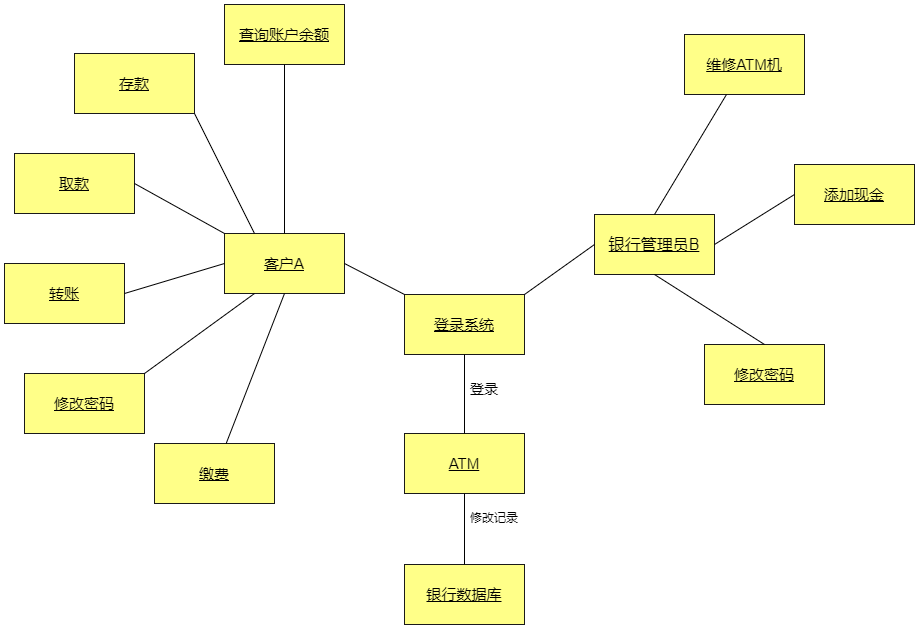 查询账户余额
维修ATM机
存款
取款
添加现金
银行管理员B
客户A
转账
登录系统
修改密码
修改密码
登录
ATM
缴费
修改记录
银行数据库